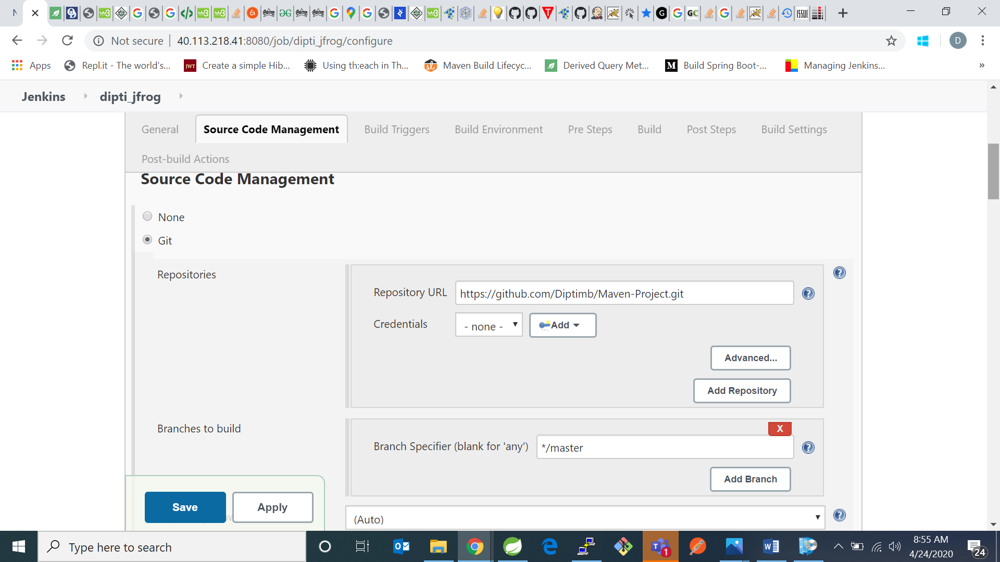 Not secure | 40.113.218.41:8080/job/dipti_jfrog/configure
D
Apps Repl.it - The world's... JWT Create a simple Hib... Using th:each in Th... Maven Build Lifecyc... Derived Query Met... M Build Spring Boot-... Managing Jenkins... »
Jenkins dipti_jfrog
General Source Code Management Build Triggers Build Environment Pre Steps Build Post Steps Build Settings
Post-build Actions
Source Code Management
None
Git
Repositories
Repository URL https://github.com/Diptimb/Maven-Project.git
Credentials - none - Add
Advanced...
Add Repository
Branches to build
X
Branch Specifier (blank for 'any') */master
Add Branch
Save Apply
(Auto)
Type here to search
8:55 AM
4/24/2020
1
24